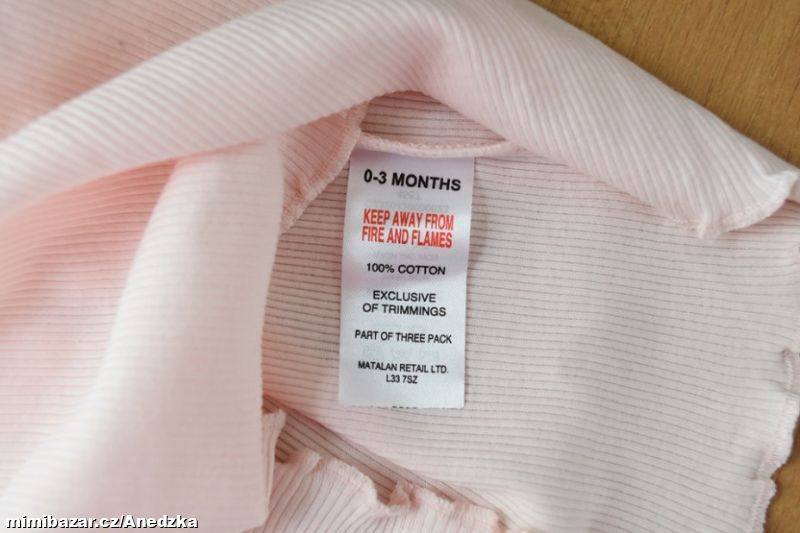 0-3 MONTHS
KEEP AWAY FROM
FIRE AND FLAMES
100% COTTON
EXCLUSIVE
OF TRIMMINGS
PART OF THREE PACK
MATALAN RETAIL LTD.
L33 7SZ
mimibazar.cz/Anedzka